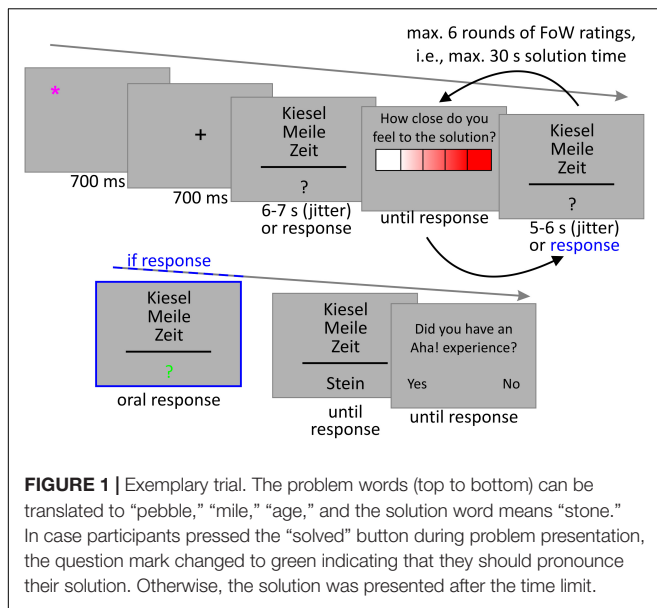 max. 6 rounds of FoW ratings,
i.e., max. 30 s solution time
*
700 ms
+
700 ms
Kiesel
Meile
Zeit
?
6-7 s (jitter)
or response
How close do you
feel to the solution?
until response
Kiesel
Meile
Zeit
?
5-6 s (jitter)
or response
if response
Kiesel
Meile
Zeit
?
oral response
Kiesel
Meile
Zeit
Stein
until
response
Did you have an
Aha! experience?
Yes No
until response
FIGURE 1 | Exemplary trial. The problem words (top to bottom) can be
translated to “pebble,” “mile,” “age,” and the solution word means “stone.”
In case participants pressed the “solved” button during problem presentation,
the question mark changed to green indicating that they should pronounce
their solution. Otherwise, the solution was presented after the time limit.